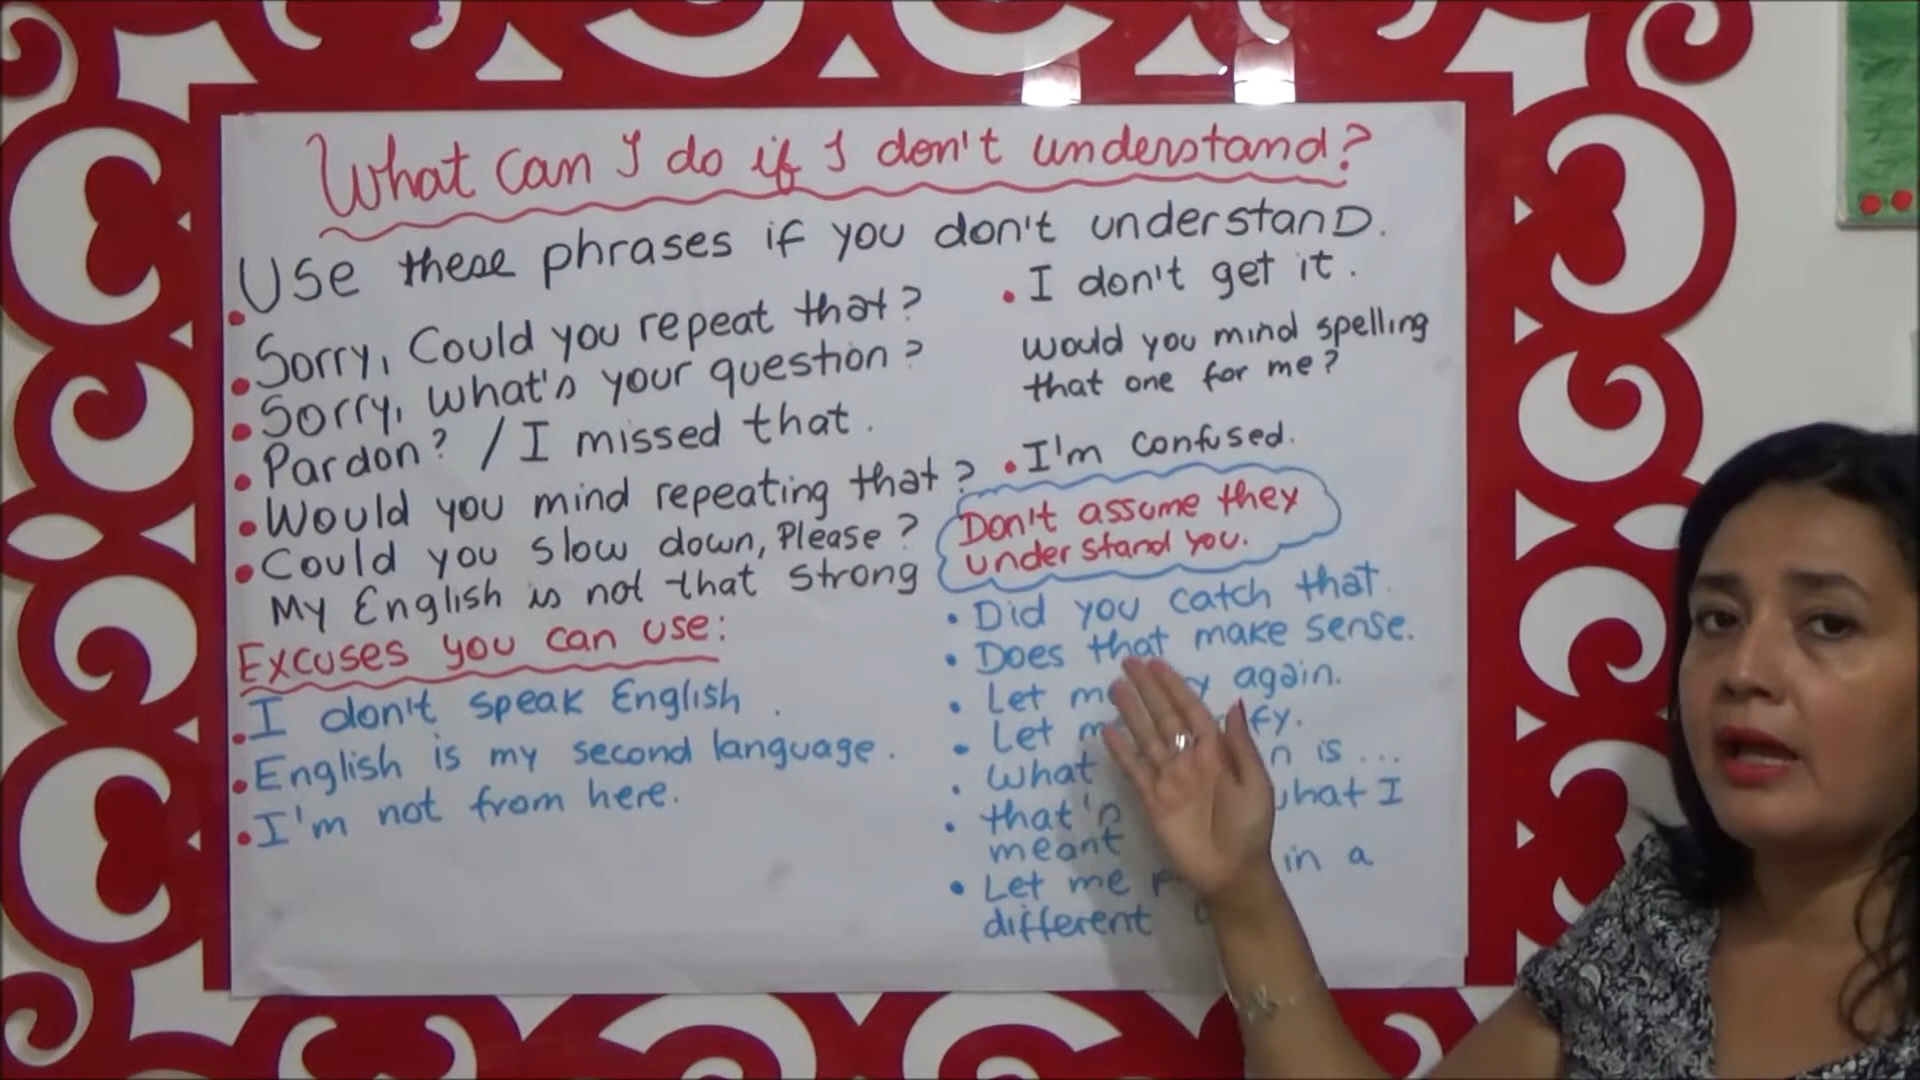 What can I do if I don't understand?
Use these phrases if you don't understanD.
Sorry, Could you repeat that?
Sorry, what's your question?
Pardon? / I missed that.
Would you mind repeating that?
Could you slow down, Please?
My English is not that strong
Excuses you can use:
I don't speak English.
English is my second language.
I'm not from here.
I don't get it.
would you mind spelling
that one for me?
I'm confused.
Don't assume they
understand you.
Did you catch that.
Does that make sense.
Let again.
Let
What is ...
that's what I
meant
Let me in a
different